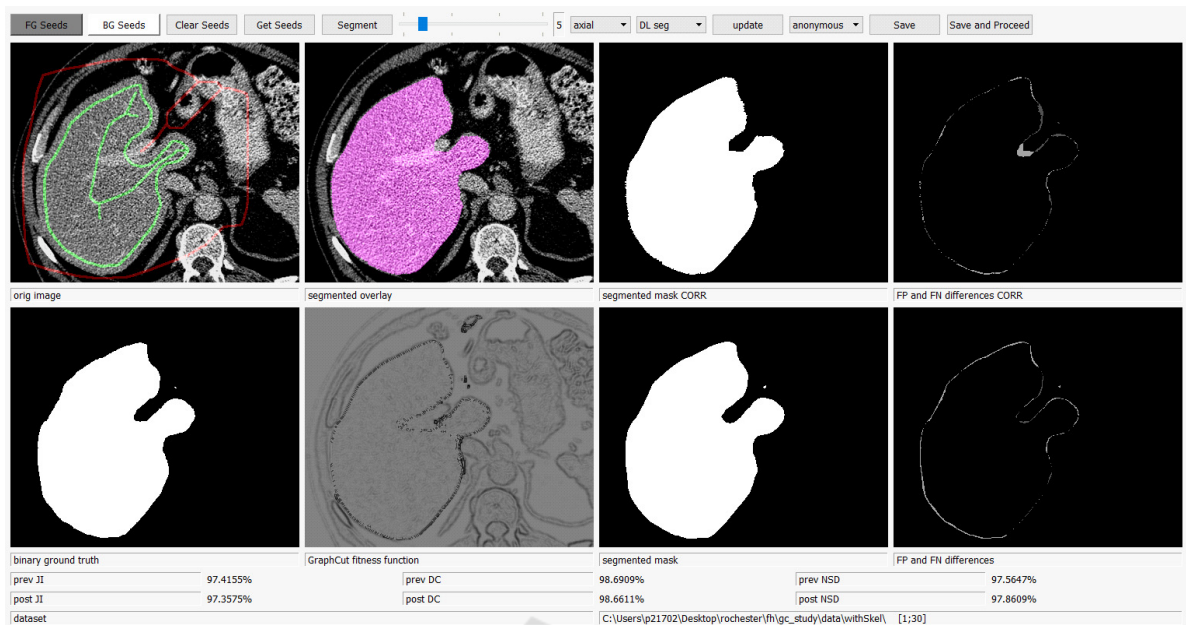 FG Seeds BG Seeds Clear Seeds Get Seeds Segment 5 axial DL seg update anonymous Save Save and Proceed
orig image segmented overlay segmented mask CORR FP and FN differences CORR
binary ground truth GraphCut fitness function segmented mask FP and FN differences
prev JI 97.4155% prev DC 98.6909% prev NSD 97.5647%
post JI 97.3575% post DC 98.6611% post NSD 97.8609%
dataset C:\Users\p21702\Desktop\rochester\fh\gc_study\data\withSkel\ [1;30]